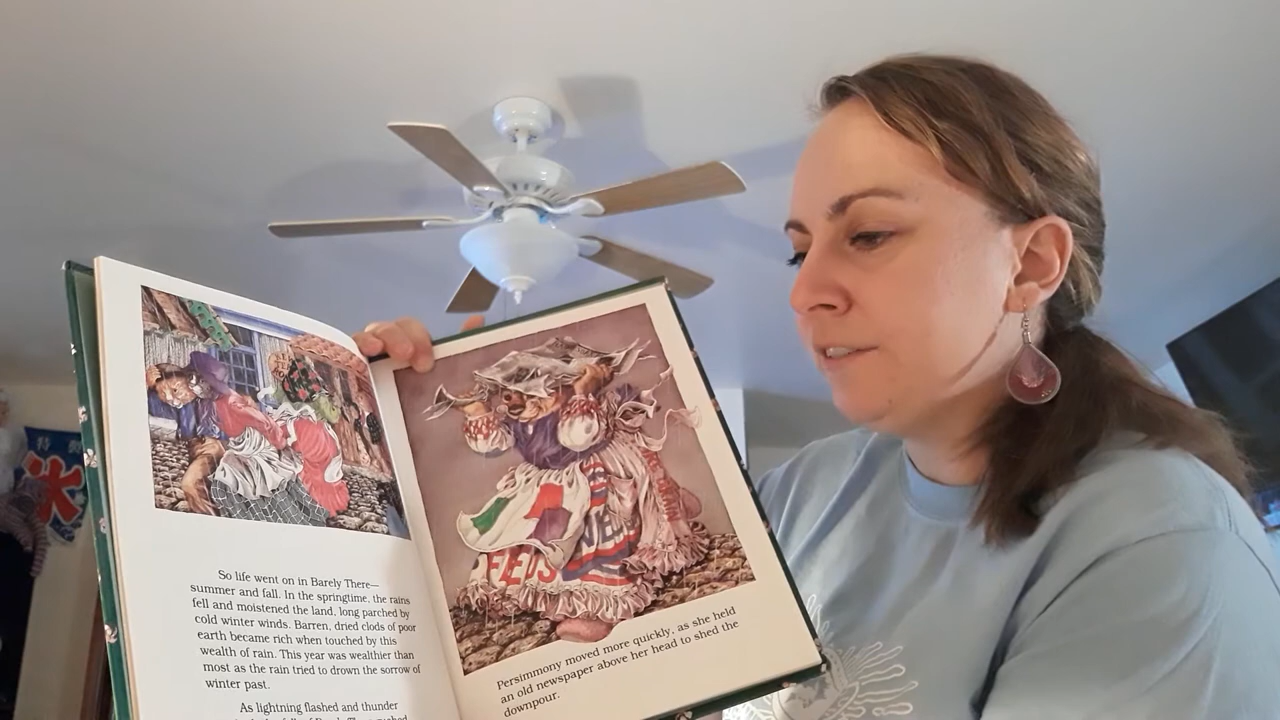 So life went on in Barely There—
summer and fall. In the springtime, the rains
fell and moistened the land, long parched by
cold winter winds. Barren, dried clods of poor
earth became rich when touched by this
wealth of rain. This year was wealthier than
most as the rain tried to drown the sorrow of
winter past.
As lightning flashed and thunder
Persimmony moved more quickly, as she held
an old newspaper above her head to shed the
downpour.
氷